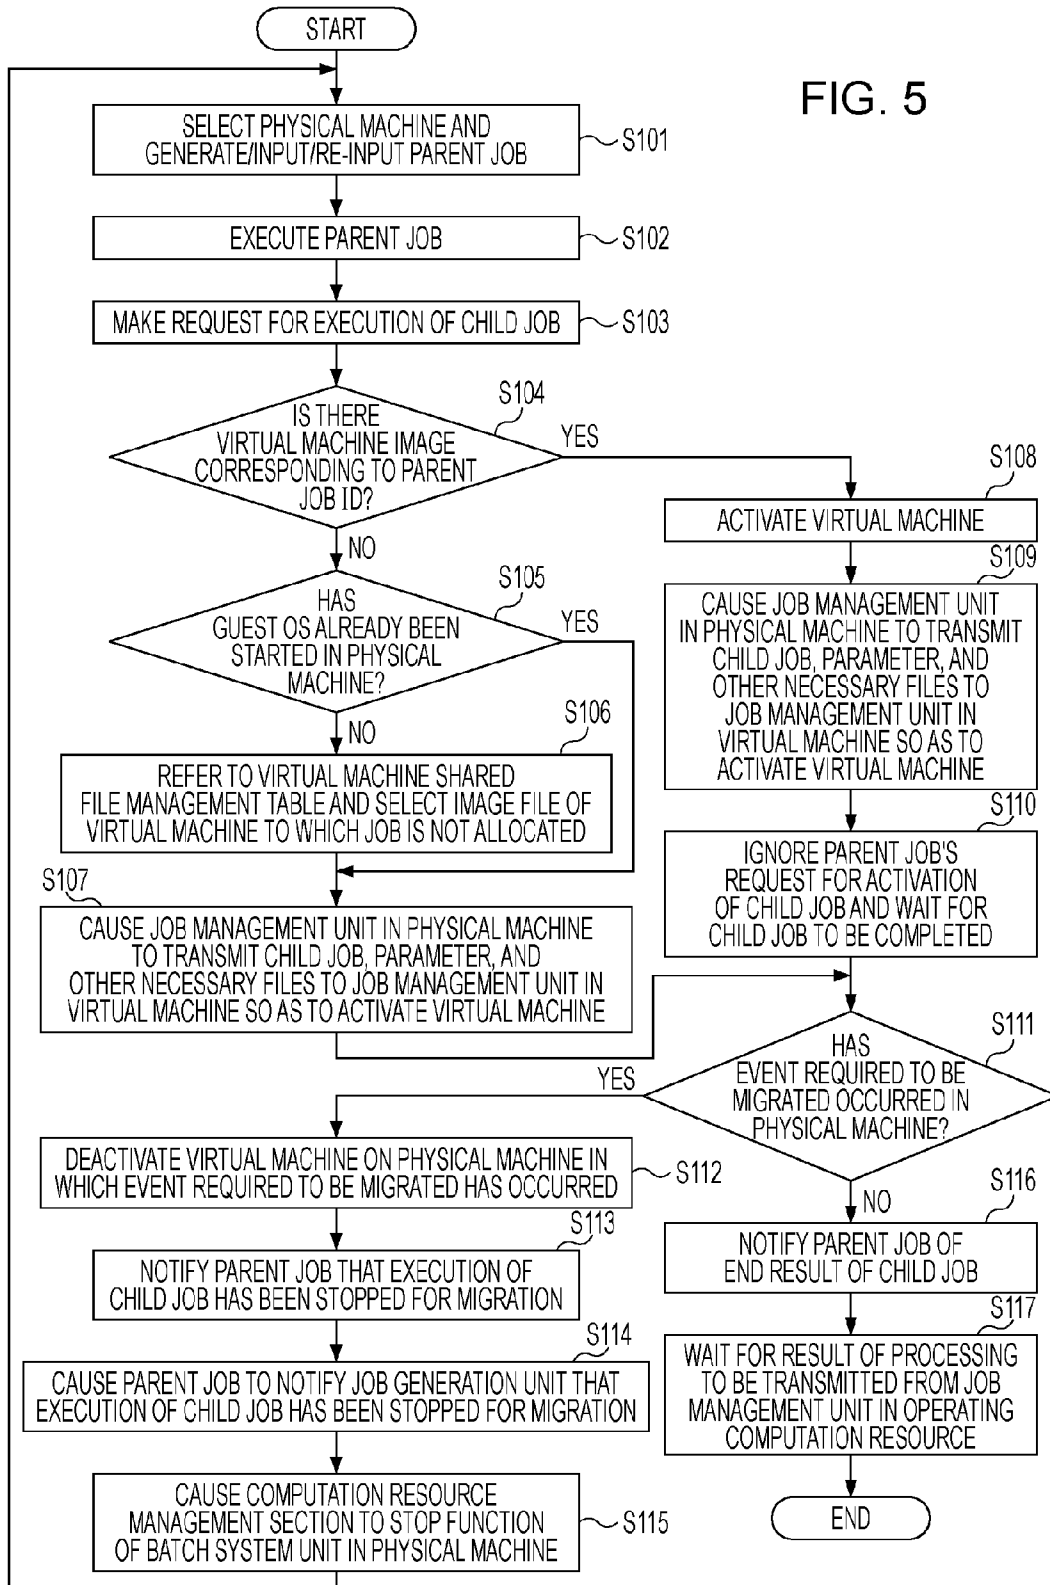 FIG. 5
START
SELECT PHYSICAL MACHINE AND
GENERATE/INPUT/RE-INPUT PARENT JOB
S101
EXECUTE PARENT JOB
S102
MAKE REQUEST FOR EXECUTION OF CHILD JOB
S103
S104
IS THERE
VIRTUAL MACHINE IMAGE
CORRESPONDING TO PARENT
JOB ID?
YES
NO
S105
HAS
GUEST OS ALREADY BEEN
STARTED IN PHYSICAL
MACHINE?
YES
NO
S106
REFER TO VIRTUAL MACHINE SHARED
FILE MANAGEMENT TABLE AND SELECT IMAGE FILE OF
VIRTUAL MACHINE TO WHICH JOB IS NOT ALLOCATED
S107
CAUSE JOB MANAGEMENT UNIT IN PHYSICAL MACHINE
TO TRANSMIT CHILD JOB, PARAMETER, AND
OTHER NECESSARY FILES TO JOB MANAGEMENT UNIT IN
VIRTUAL MACHINE SO AS TO ACTIVATE VIRTUAL MACHINE
S108
ACTIVATE VIRTUAL MACHINE
S109
CAUSE JOB MANAGEMENT UNIT
IN PHYSICAL MACHINE TO TRANSMIT
CHILD JOB, PARAMETER, AND
OTHER NECESSARY FILES TO
JOB MANAGEMENT UNIT IN
VIRTUAL MACHINE SO AS TO
ACTIVATE VIRTUAL MACHINE
S110
IGNORE PARENT JOB'S
REQUEST FOR ACTIVATION
OF CHILD JOB AND WAIT FOR
CHILD JOB TO BE COMPLETED
S111
HAS
EVENT REQUIRED TO BE
MIGRATED OCCURRED IN
PHYSICAL MACHINE?
YES
NO
DEACTIVATE VIRTUAL MACHINE ON PHYSICAL MACHINE IN
WHICH EVENT REQUIRED TO BE MIGRATED HAS OCCURRED
S112
S113
NOTIFY PARENT JOB THAT EXECUTION OF
CHILD JOB HAS BEEN STOPPED FOR MIGRATION
S114
CAUSE PARENT JOB TO NOTIFY JOB GENERATION UNIT THAT
EXECUTION OF CHILD JOB HAS BEEN STOPPED FOR MIGRATION
CAUSE COMPUTATION RESOURCE
MANAGEMENT SECTION TO STOP FUNCTION
OF BATCH SYSTEM UNIT IN PHYSICAL MACHINE
S115
S116
NOTIFY PARENT JOB OF
END RESULT OF CHILD JOB
S117
WAIT FOR RESULT OF PROCESSING
TO BE TRANSMITTED FROM JOB
MANAGEMENT UNIT IN OPERATING
COMPUTATION RESOURCE
END